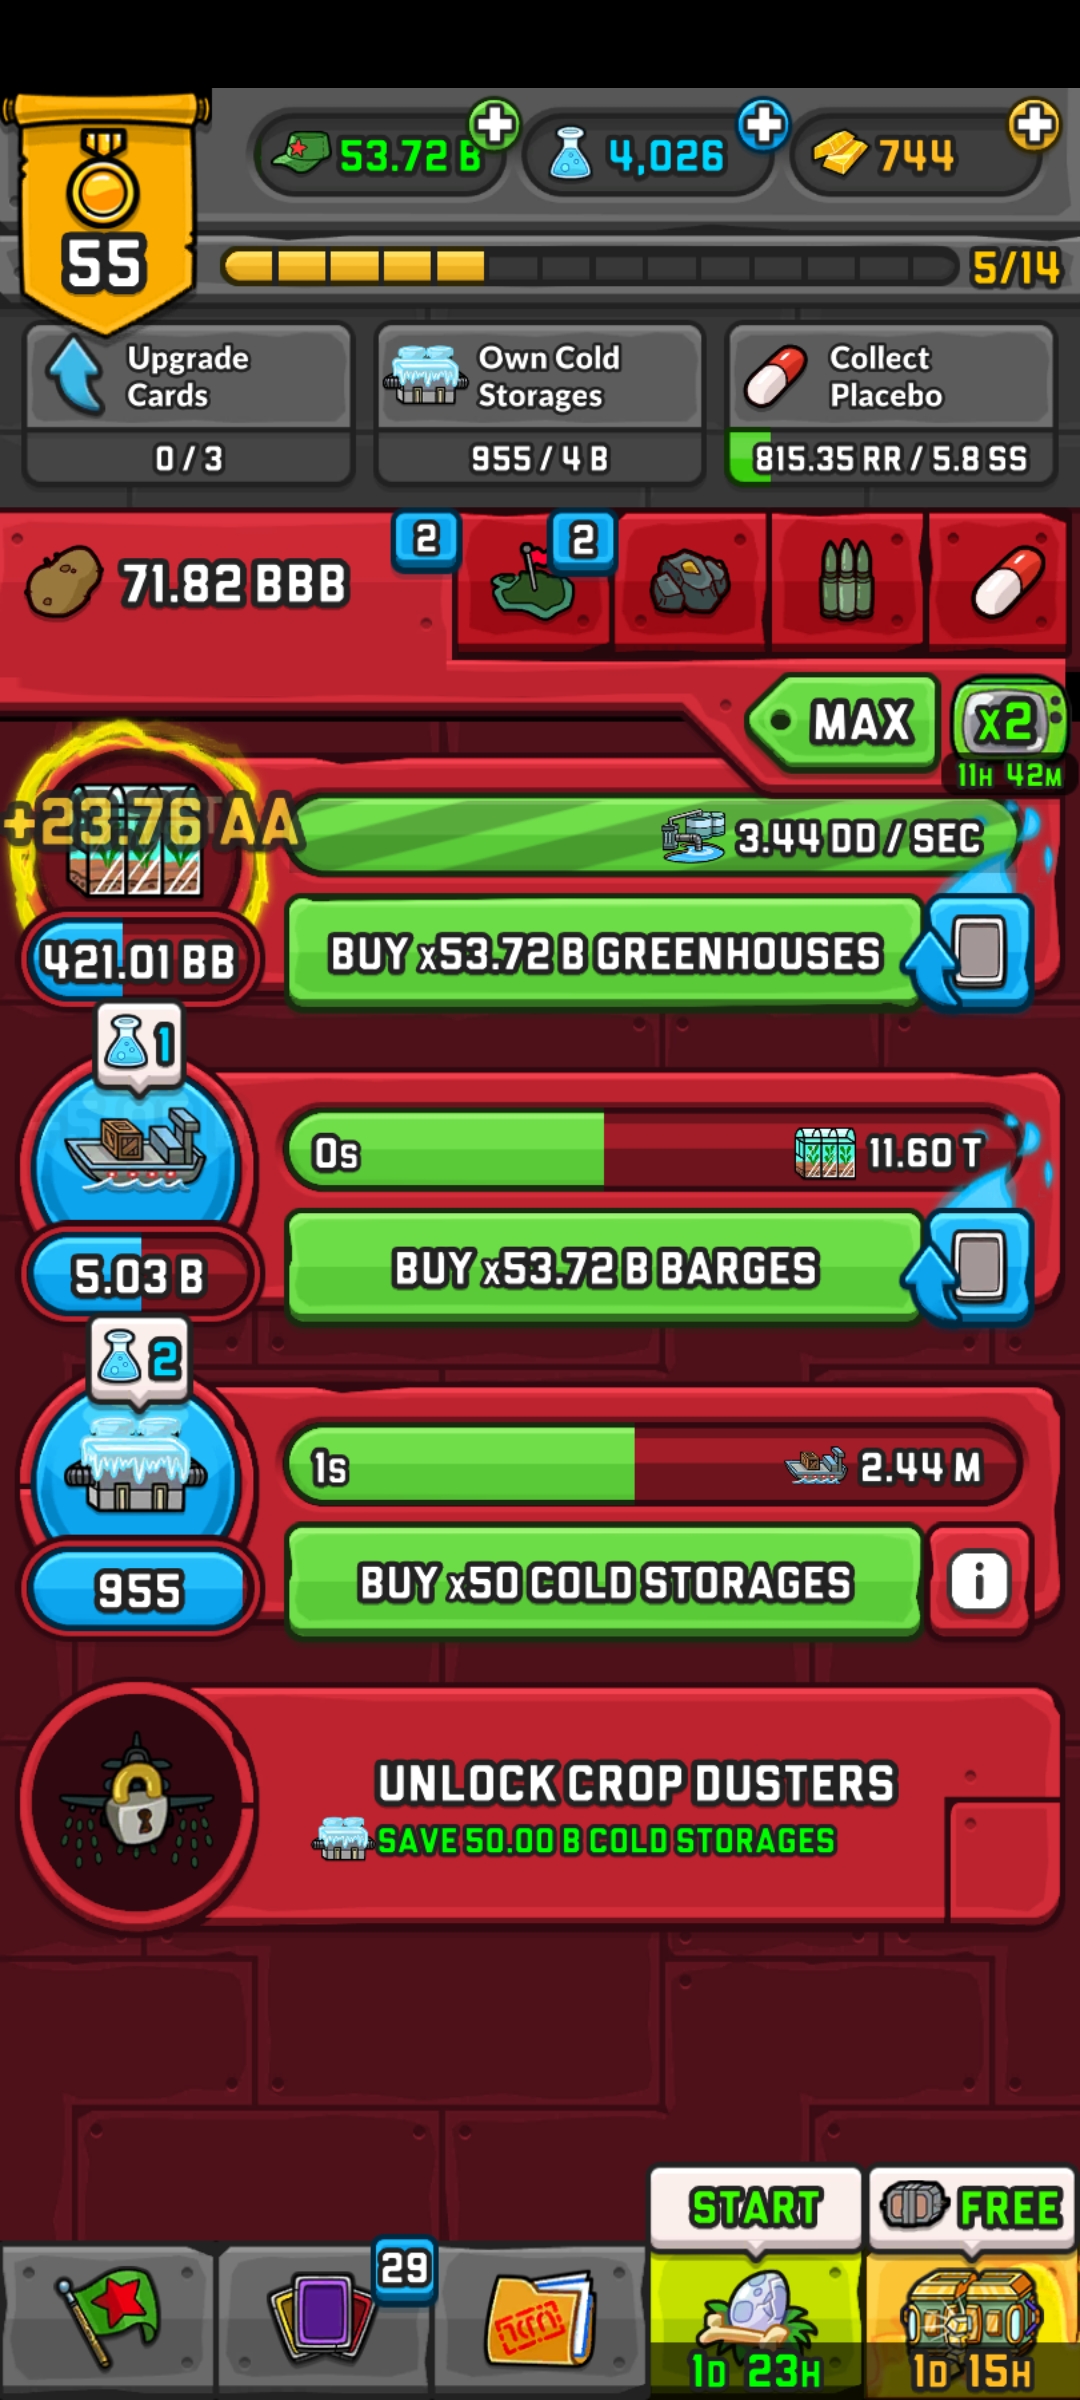 55
53.72 B
4,026
744
5/14
Upgrade
Cards
0 / 3
Own Cold
Storages
955 / 4 B
Collect
Placebo
815.35 RR / 5.8 SS
71.82 BBB
2
2
MAX
x2
11H 42M
+23.76 AA
3.44 DD / SEC
421.01 BB
BUY x53.72 B GREENHOUSES
1
0s
11.60 T
5.03 B
BUY x53.72 B BARGES
2
1s
2.44 M
955
BUY x50 COLD STORAGES
i
UNLOCK CROP DUSTERS
SAVE 50.00 B COLD STORAGES
START
FREE
29
1D 23H
1D 15H